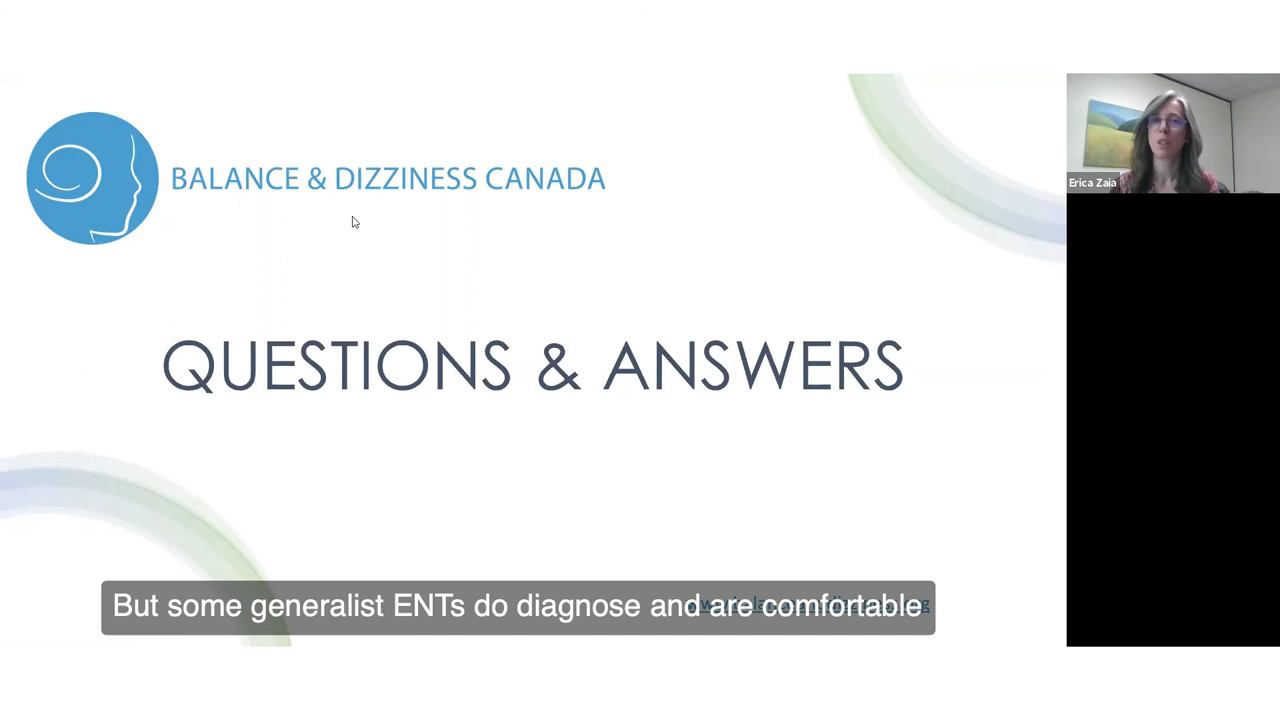 BALANCE & DIZZINESS CANADA
Erica Zaia
QUESTIONS & ANSWERS
But some generalist ENTs do diagnose and are comfortable